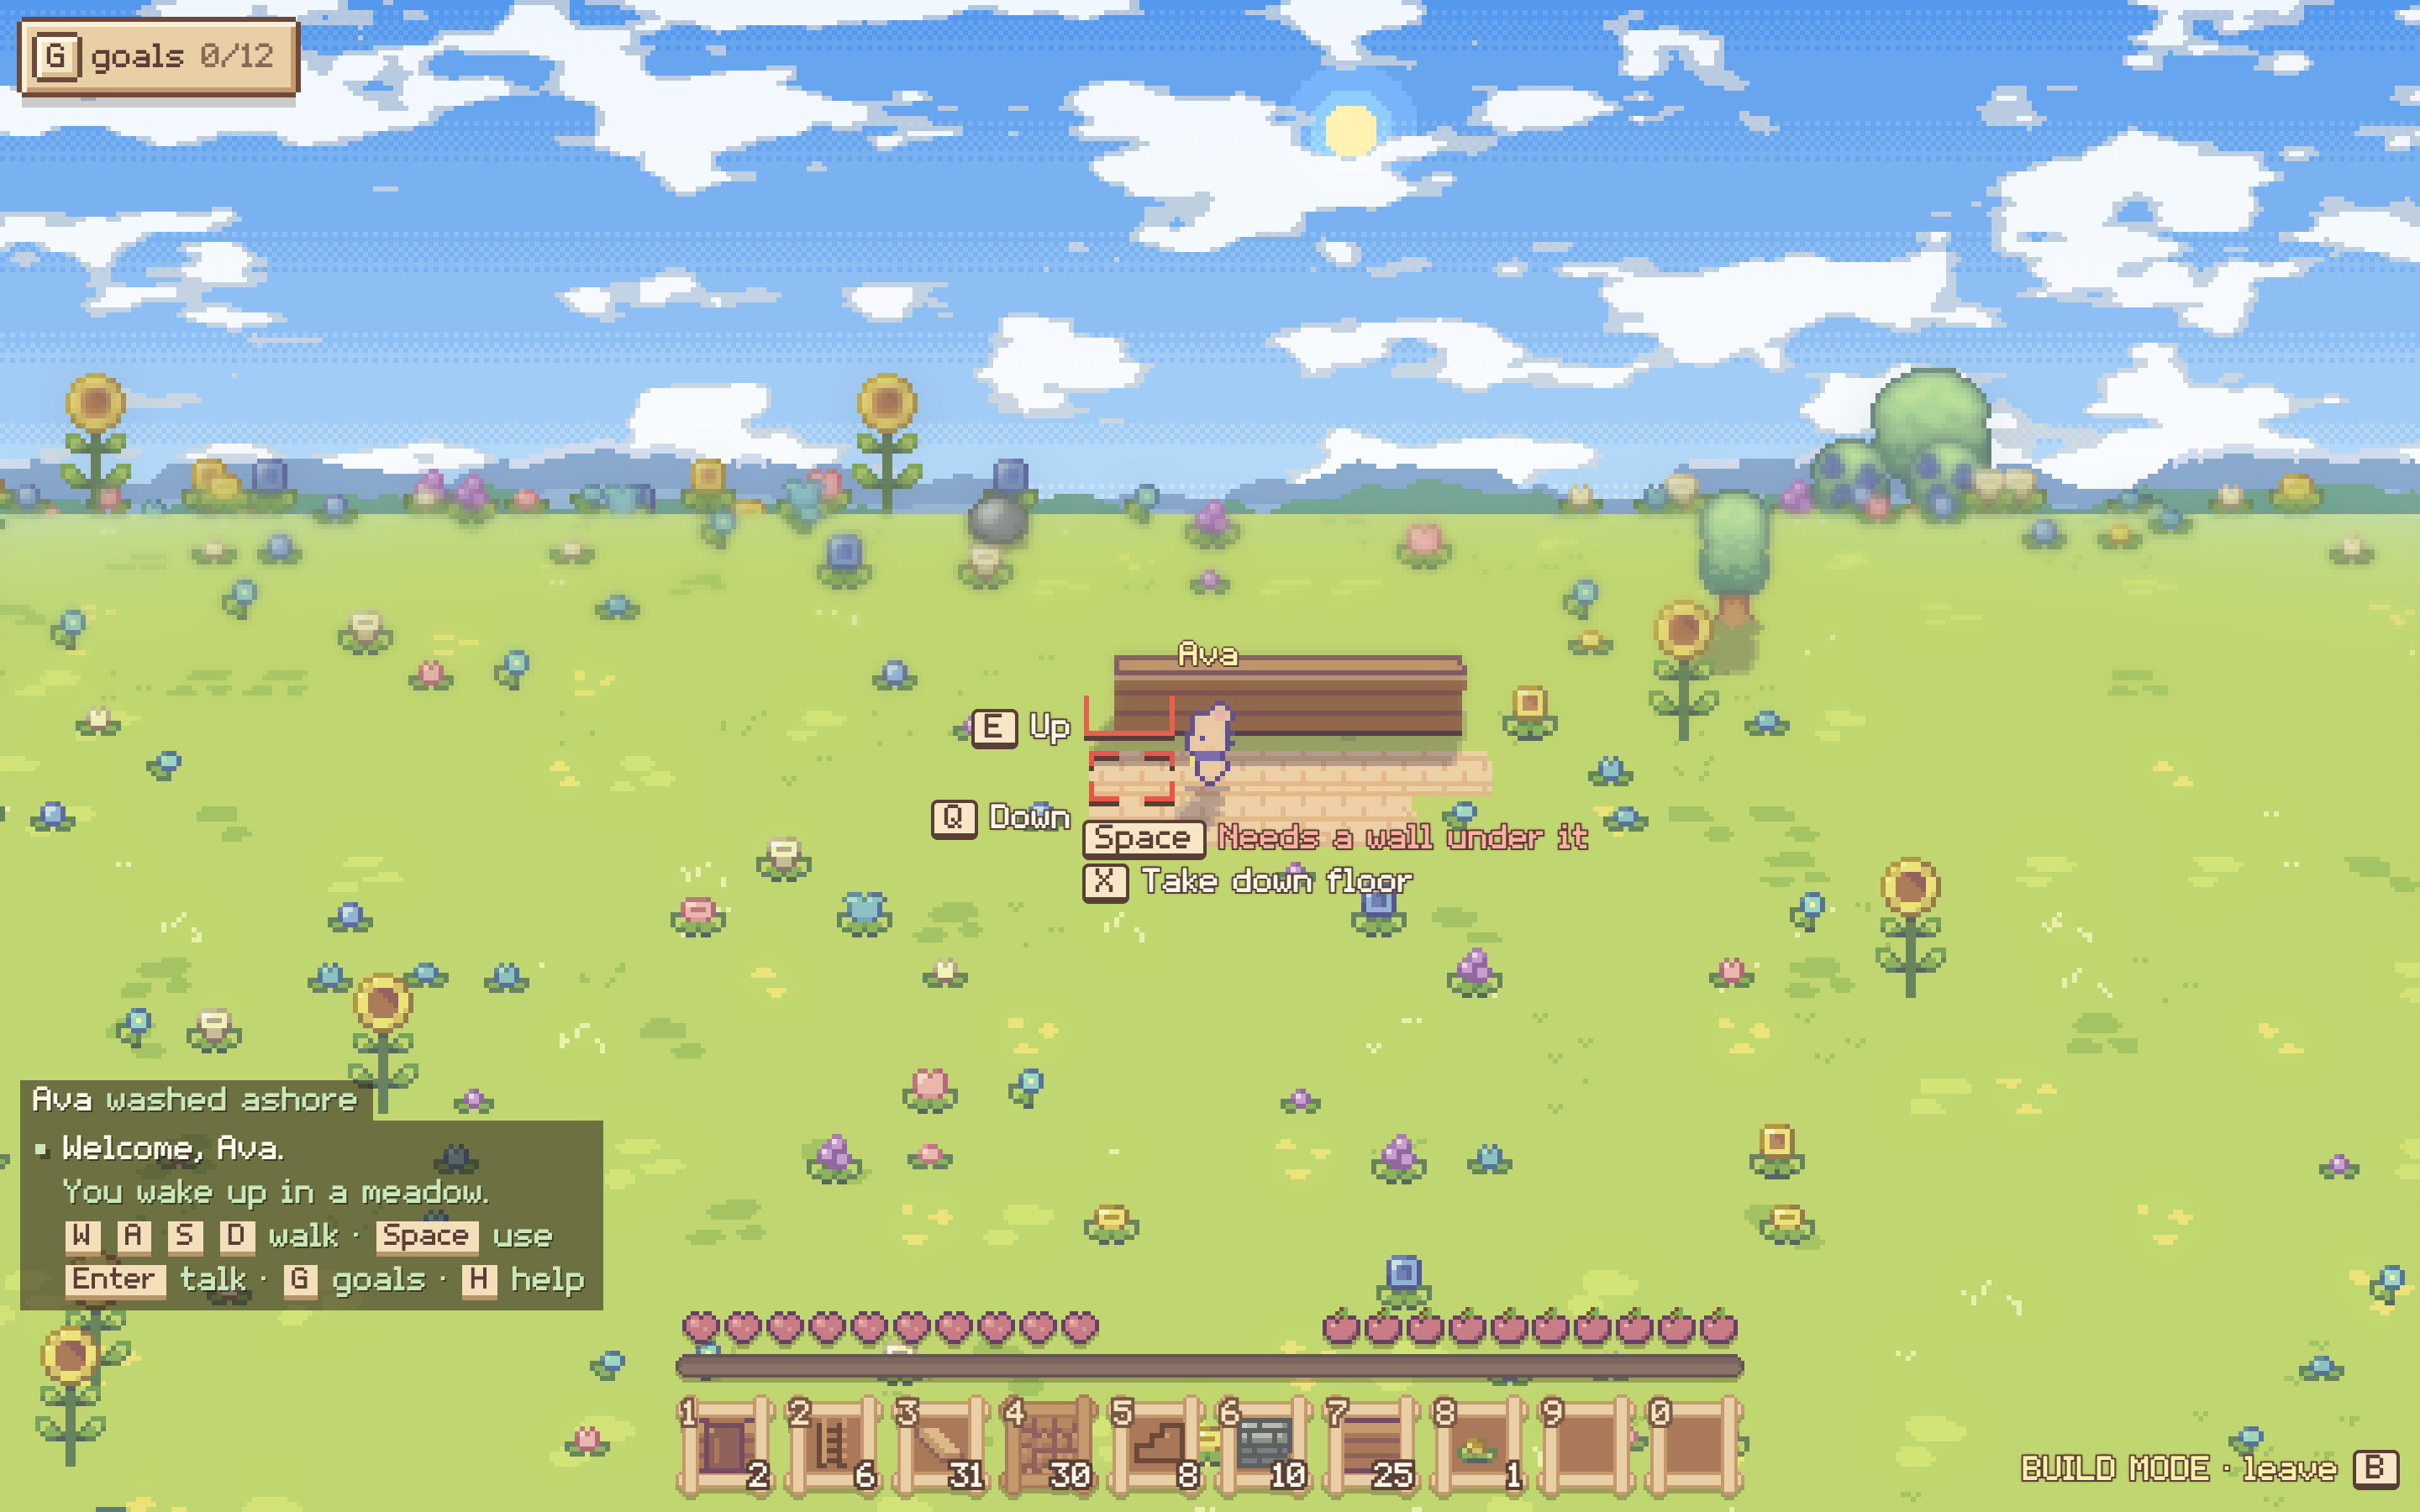 G goals 0/12
Ava
E Up
Q Down
Space Needs a wall under it
X Take down floor
Ava washed ashore
Welcome, Ava.
You wake up in a meadow.
W A S D walk · Space use
Enter talk · G goals · H help
1 2 3 4 5 6 7 8 9 0
2 6 31 30 8 10 25 1
BUILD MODE · leave B